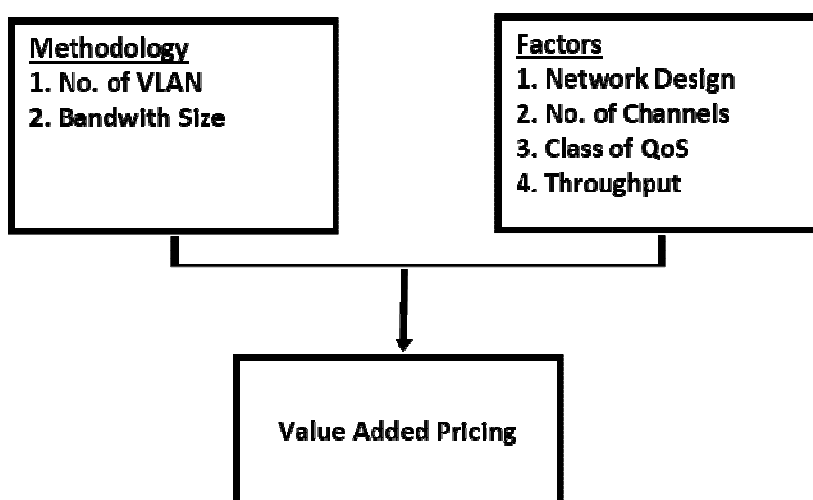 Methodology
1. No. of VLAN
2. Bandwith Size
Factors
1. Network Design
2. No. of Channels
3. Class of QoS
4. Throughput
Value Added Pricing